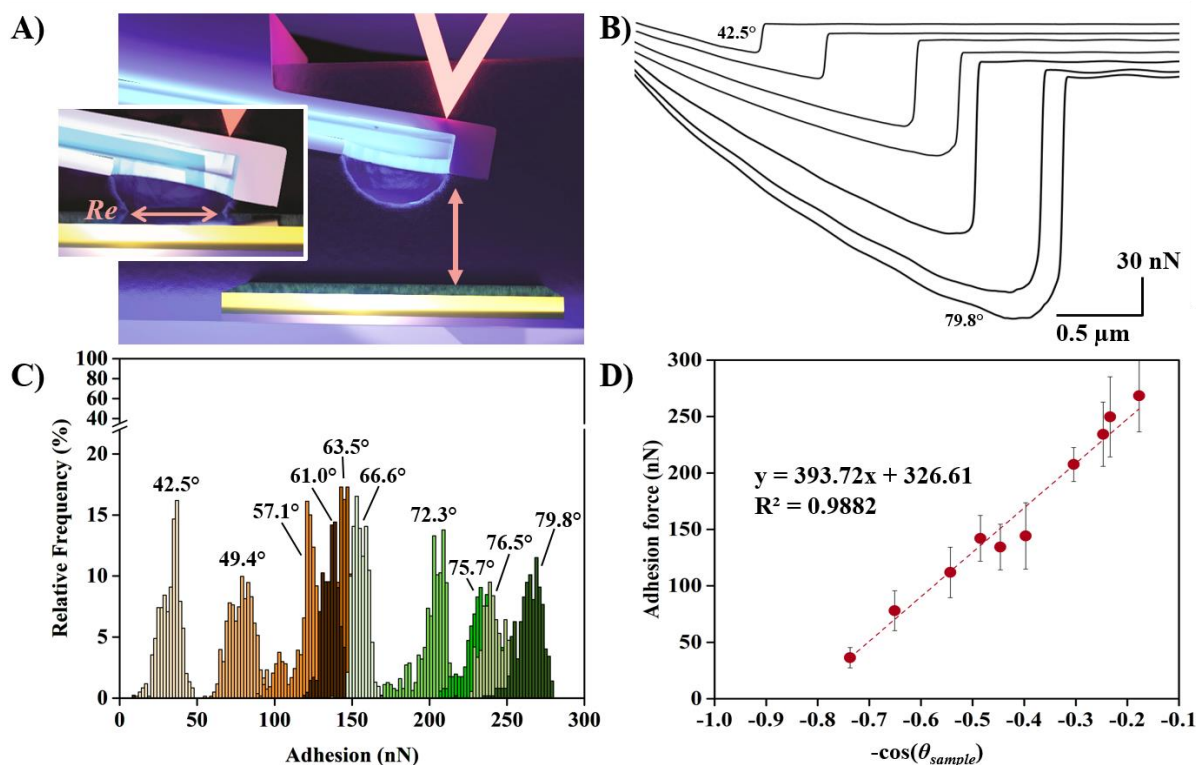 A)
Re
B)
42.5°
79.8°
30 nN
0.5 μm
C)
Relative Frequency (%)
100
80
60
40
20
15
10
5
0
42.5°
49.4°
57.1°
61.0°
63.5°
66.6°
72.3°
75.7°
76.5°
79.8°
0 50 100 150 200 250 300
Adhesion (nN)
D)
Adhesion force (nN)
300
250
200
150
100
50
0
y = 393.72x + 326.61
R² = 0.9882
-1.0 -0.9 -0.8 -0.7 -0.6 -0.5 -0.4 -0.3 -0.2 -0.1
-cos(θsample)